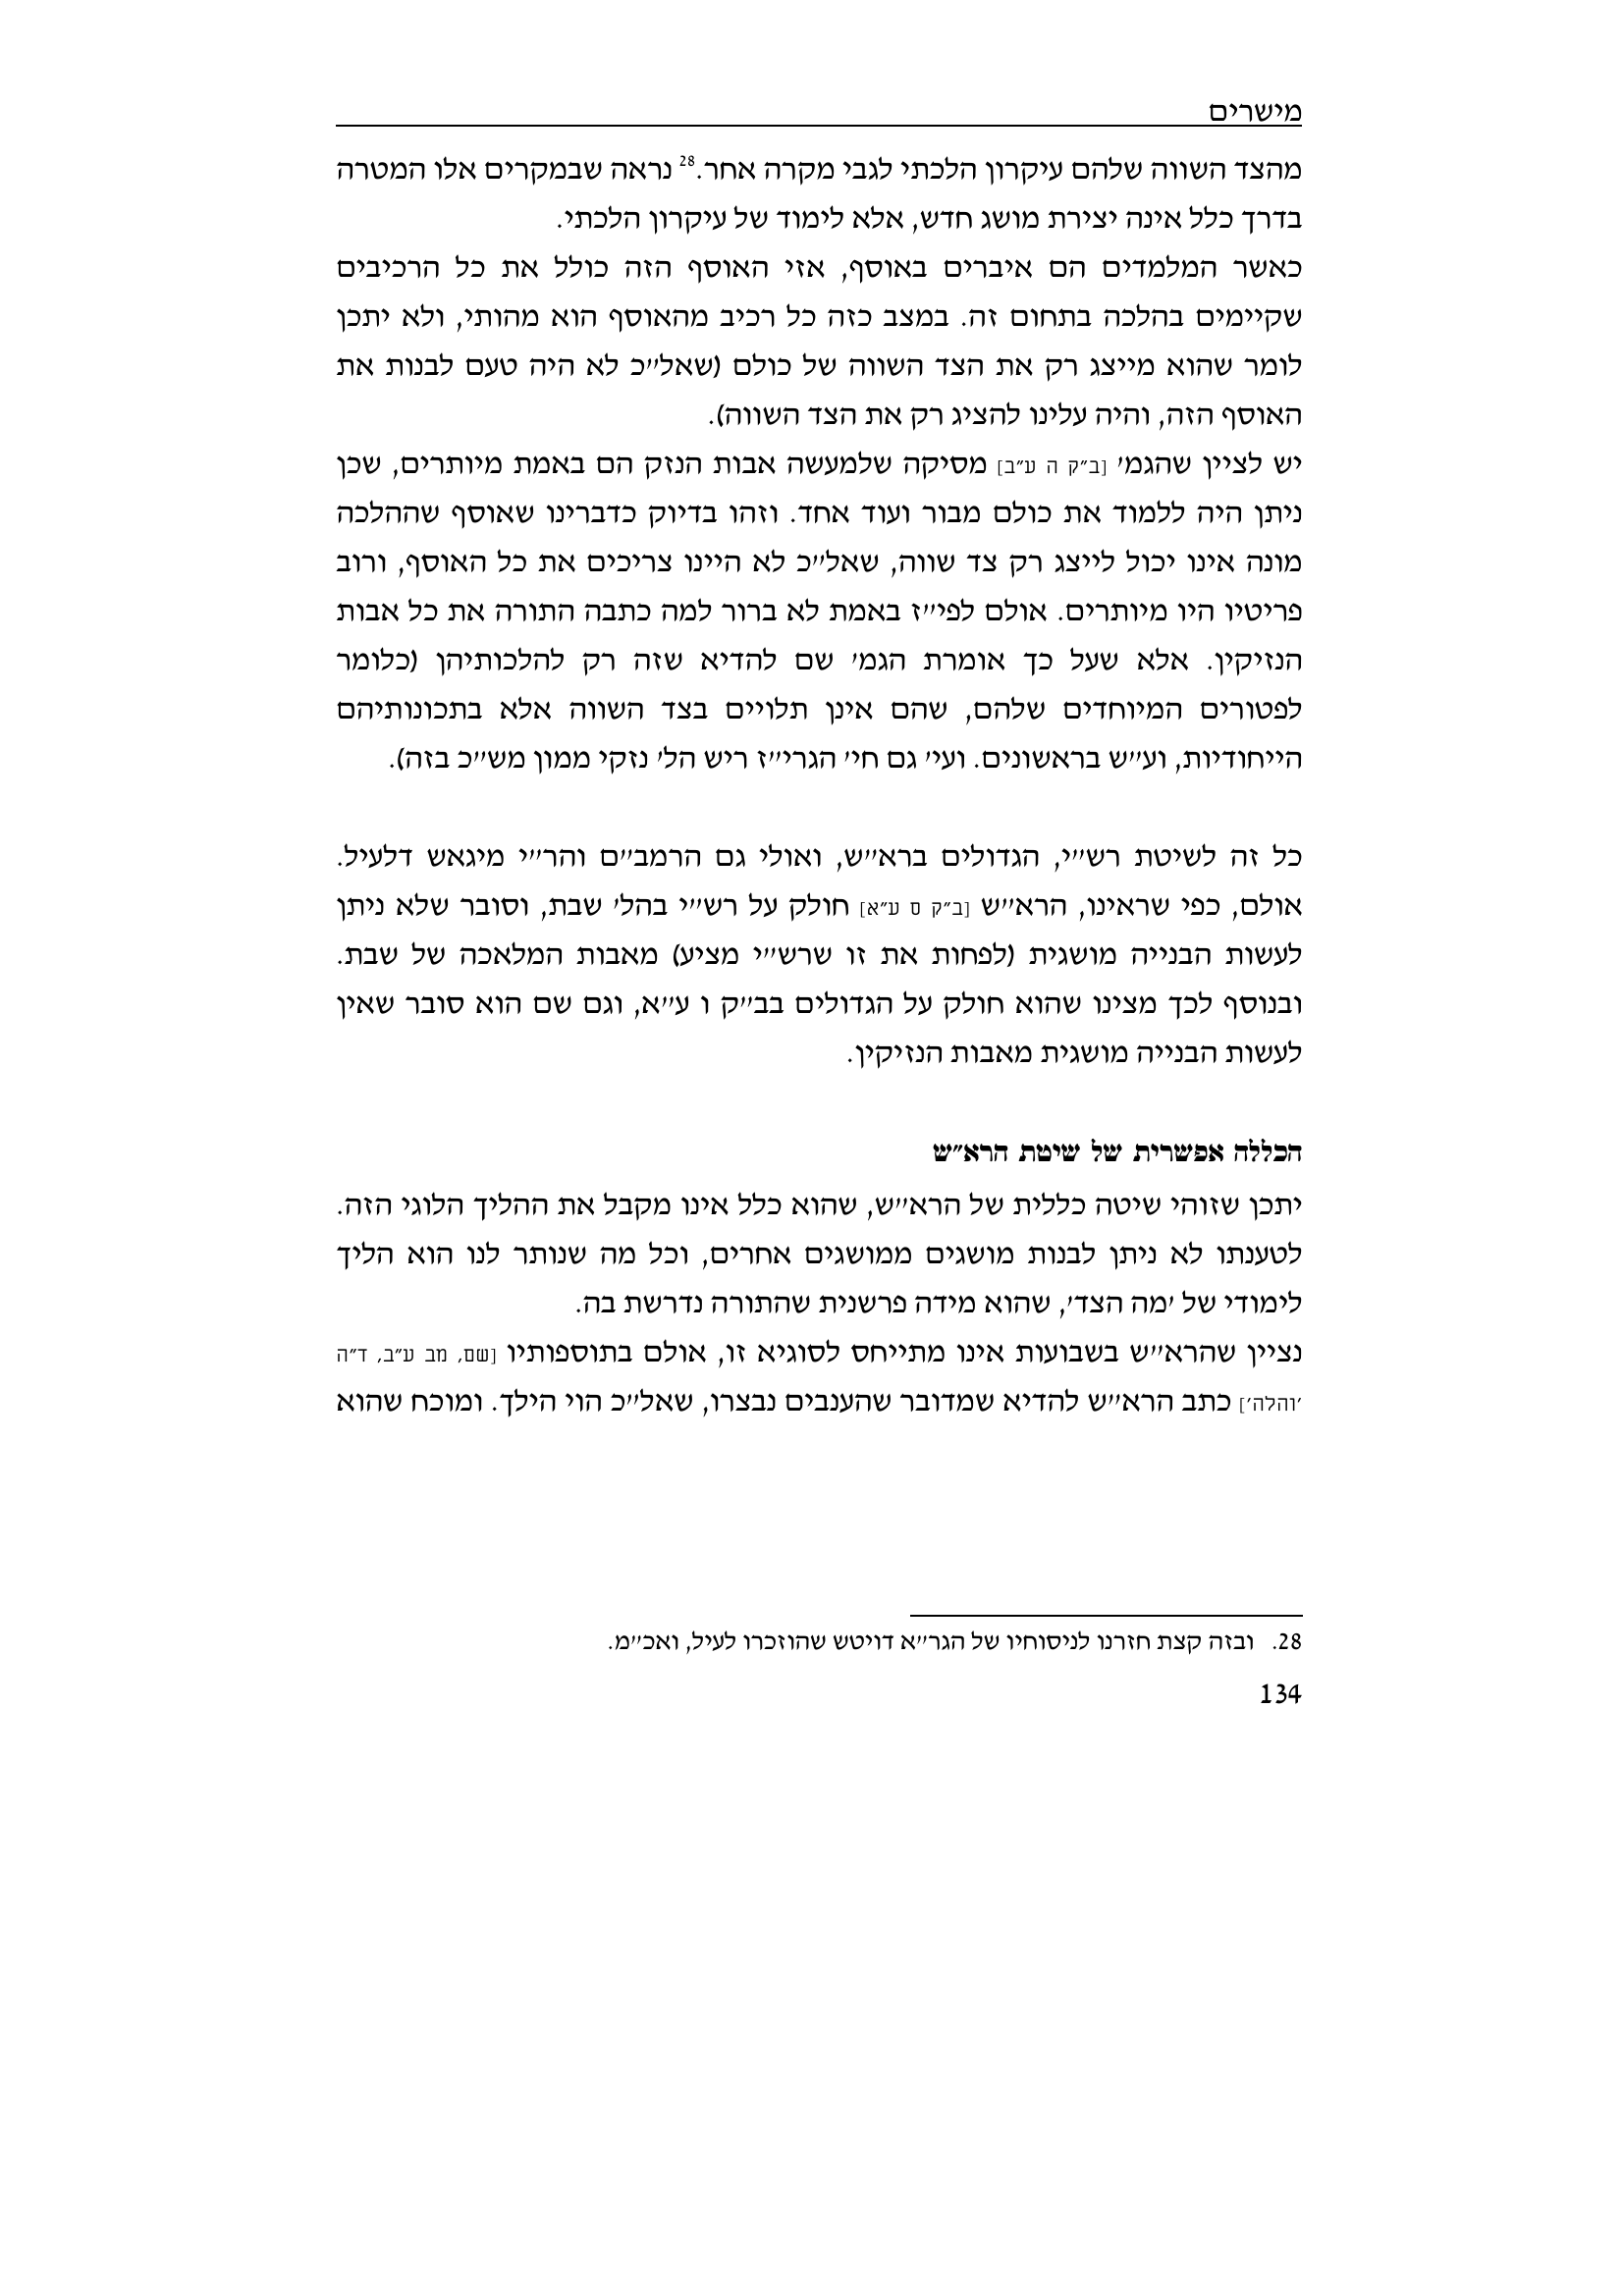 מישרים
מהצד השווה שלהם עיקרון הלכתי לגבי מקרה אחר.28 נראה שבמקרים אלו המטרה
בדרך כלל אינה יצירת מושג חדש, אלא לימוד של עיקרון הלכתי.
כאשר המלמדים הם איברים באוסף, אזי האוסף הזה כולל את כל הרכיבים
שקיימים בהלכה בתחום זה. במצב כזה כל רכיב מהאוסף הוא מהותי, ולא יתכן
לומר שהוא מייצג רק את הצד השווה של כולם (שאל״כ לא היה טעם לבנות את
האוסף הזה, והיה עלינו להציג רק את הצד השווה).
יש לציין שהגמ׳ [ב״ק ה ע״ב] מסיקה שלמעשה אבות הנזק הם באמת מיותרים, שכן
ניתן היה ללמוד את כולם מבור ועוד אחד. וזהו בדיוק כדברינו שאוסף שההלכה
מונה אינו יכול לייצג רק צד שווה, שאל״כ לא היינו צריכים את כל האוסף, ורוב
פריטיו היו מיותרים. אולם לפי״ז באמת לא ברור למה כתבה התורה את כל אבות
הנזיקין. אלא שעל כך אומרת הגמ׳ שם להדיא שזה רק להלכותיהן (כלומר
לפטורים המיוחדים שלהם, שהם אינן תלויים בצד השווה אלא בתכונותיהם
הייחודיות, וע״ש בראשונים. ועי׳ גם חי׳ הגרי״ז ריש הל׳ נזקי ממון מש״כ בזה).
כל זה לשיטת רש״י, הגדולים ברא״ש, ואולי גם הרמב״ם והר״י מיגאש דלעיל.
אולם, כפי שראינו, הרא״ש [ב״ק ס ע״א] חולק על רש״י בהל׳ שבת, וסובר שלא ניתן
לעשות הבנייה מושגית (לפחות את זו שרש״י מציע) מאבות המלאכה של שבת.
ובנוסף לכך מצינו שהוא חולק על הגדולים בב״ק ו ע״א, וגם שם הוא סובר שאין
לעשות הבנייה מושגית מאבות הנזיקין.
הכללה אפשרית של שיטת הרא״ש
יתכן שזוהי שיטה כללית של הרא״ש, שהוא כלל אינו מקבל את ההליך הלוגי הזה.
לטענתו לא ניתן לבנות מושגים ממושגים אחרים, וכל מה שנותר לנו הוא הליך
לימודי של ׳מה הצד׳, שהוא מידה פרשנית שהתורה נדרשת בה.
נציין שהרא״ש בשבועות אינו מתייחס לסוגיא זו, אולם בתוספותיו [שם, מב ע״ב, ד״ה
׳והלה׳] כתב הרא״ש להדיא שמדובר שהענבים נבצרו, שאל״כ הוי הילך. ומוכח שהוא
28. ובזה קצת חזרנו לניסוחיו של הגר״א דויטש שהוזכרו לעיל, ואכ״מ.
134